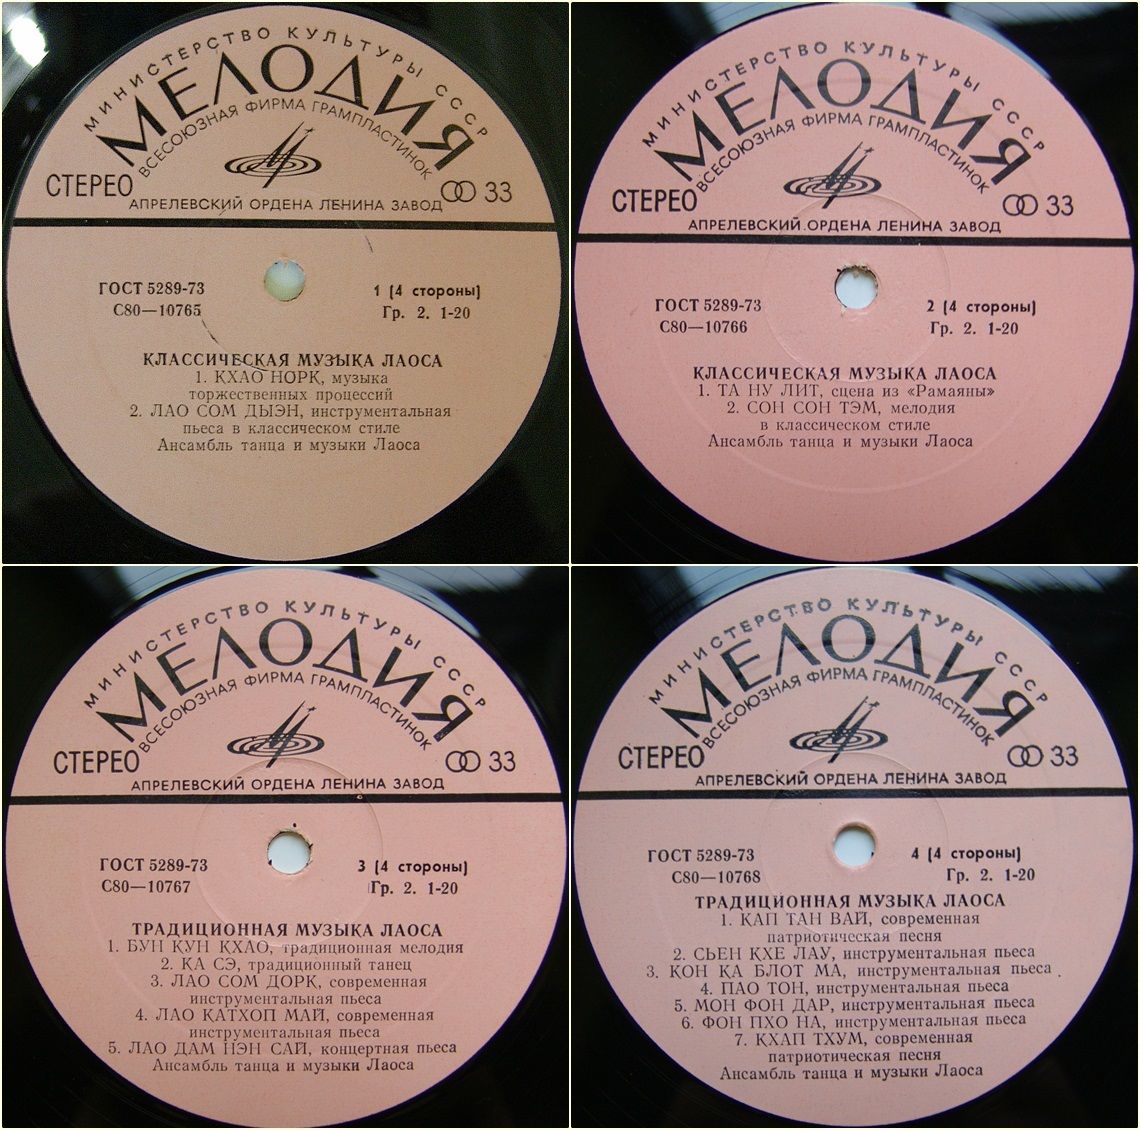 МИНИСТЕРСТВО КУЛЬТУРЫ СССР
МЕЛОДИЯ
ВСЕСОЮЗНАЯ ФИРМА ГРАМПЛАСТИНОК
СТЕРЕО
33
АПРЕЛЕВСКИЙ ОРДЕНА ЛЕНИНА ЗАВОД
ГОСТ 5289-73
1 (4 стороны)
С80—10765
Гр. 2. 1-20
КЛАССИЧЕСКАЯ МУЗЫКА ЛАОСА
1. КХАО НОРК, музыка
торжественных процессий
2. ЛАО СОМ ДЫЭН, инструментальная
пьеса в классическом стиле
Ансамбль танца и музыки Лаоса
МИНИСТЕРСТВО КУЛЬТУРЫ СССР
МЕЛОДИЯ
ВСЕСОЮЗНАЯ ФИРМА ГРАМПЛАСТИНОК
СТЕРЕО
33
АПРЕЛЕВСКИЙ ОРДЕНА ЛЕНИНА ЗАВОД
ГОСТ 5289-73
2 (4 стороны)
С80—10766
Гр. 2. 1-20
КЛАССИЧЕСКАЯ МУЗЫКА ЛАОСА
1. ТА НУ ЛИТ, сцена из «Рамаяны»
2. СОН СОН ТЭМ, мелодия
в классическом стиле
Ансамбль танца и музыки Лаоса
МИНИСТЕРСТВО КУЛЬТУРЫ СССР
МЕЛОДИЯ
ВСЕСОЮЗНАЯ ФИРМА ГРАМПЛАСТИНОК
СТЕРЕО
33
АПРЕЛЕВСКИЙ ОРДЕНА ЛЕНИНА ЗАВОД
ГОСТ 5289-73
3 (4 стороны)
С80—10767
Гр. 2. 1-20
ТРАДИЦИОННАЯ МУЗЫКА ЛАОСА
1. БУН КУН КХАО, традиционная мелодия
2. КА СЭ, традиционный танец
3. ЛАО СОМ ДОРК, современная
инструментальная пьеса
4. ЛАО КАТХОП МАЙ, современная
инструментальная пьеса
5. ЛАО ДАМ НЭН САЙ, концертная пьеса
Ансамбль танца и музыки Лаоса
МИНИСТЕРСТВО КУЛЬТУРЫ СССР
МЕЛОДИЯ
ВСЕСОЮЗНАЯ ФИРМА ГРАМПЛАСТИНОК
СТЕРЕО
33
АПРЕЛЕВСКИЙ ОРДЕНА ЛЕНИНА ЗАВОД
ГОСТ 5289-73
4 (4 стороны)
С80—10768
Гр. 2. 1-20
ТРАДИЦИОННАЯ МУЗЫКА ЛАОСА
1. КАП ТАН ВАЙ, современная
патриотическая песня
2. СЬЕН КХЕ ЛАУ, инструментальная пьеса
3. КОН КА БЛОТ МА, инструментальная пьеса
4. ПАО ТОН, инструментальная пьеса
5. МОН ФОН ДАР, инструментальная пьеса
6. ФОН ПХО НА, инструментальная пьеса
7. КХАП ТХУМ, современная
патриотическая песня
Ансамбль танца и музыки Лаоса